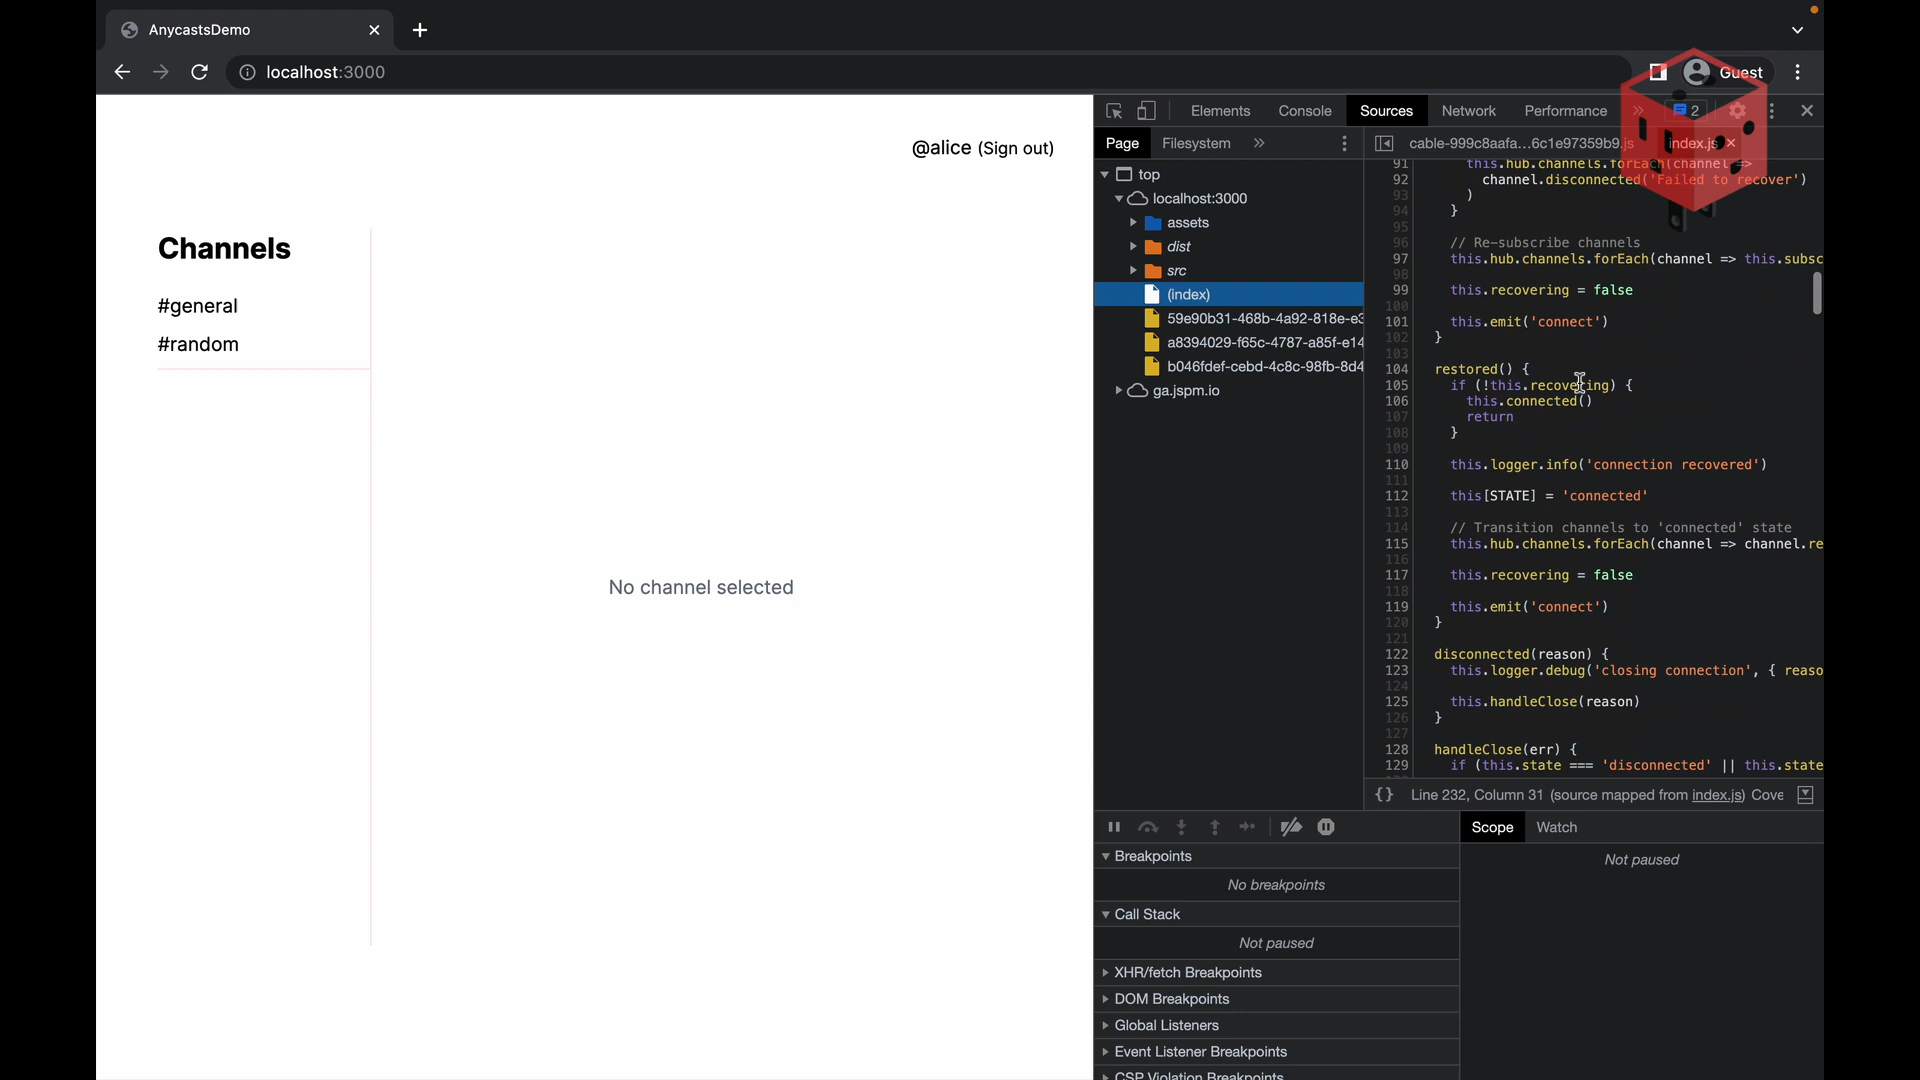 AnycastsDemo
localhost:3000
Guest
@alice (Sign out)
Channels
#general
#random
No channel selected
Elements
Console
Sources
Network
Performance
»
2
Page
Filesystem
»
top
localhost:3000
assets
dist
src
(index)
59e90b31-468b-4a92-818e-e3
a8394029-f65c-4787-a85f-e14
b046fdef-cebd-4c8c-98fb-8d4
ga.jspm.io
cable-999c8aafa…6c1e97359b9.js
index.js
91 this.hub.channels.forEach(channel =>
92 channel.disconnected('Failed to recover')
93 )
94 }
95
96 // Re-subscribe channels
97 this.hub.channels.forEach(channel => this.subsc
98
99 this.recovering = false
100
101 this.emit('connect')
102 }
103
104 restored() {
105 if (!this.recovering) {
106 this.connected()
107 return
108 }
109
110 this.logger.info('connection recovered')
111
112 this[STATE] = 'connected'
113
114 // Transition channels to 'connected' state
115 this.hub.channels.forEach(channel => channel.re
116
117 this.recovering = false
118
119 this.emit('connect')
120 }
121
122 disconnected(reason) {
123 this.logger.debug('closing connection', { reaso
124
125 this.handleClose(reason)
126 }
127
128 handleClose(err) {
129 if (this.state === 'disconnected' || this.state
{} Line 232, Column 31 (source mapped from index.js) Cove
Breakpoints
No breakpoints
Call Stack
Not paused
XHR/fetch Breakpoints
DOM Breakpoints
Global Listeners
Event Listener Breakpoints
CSP Violation Breakpoints
Scope
Watch
Not paused